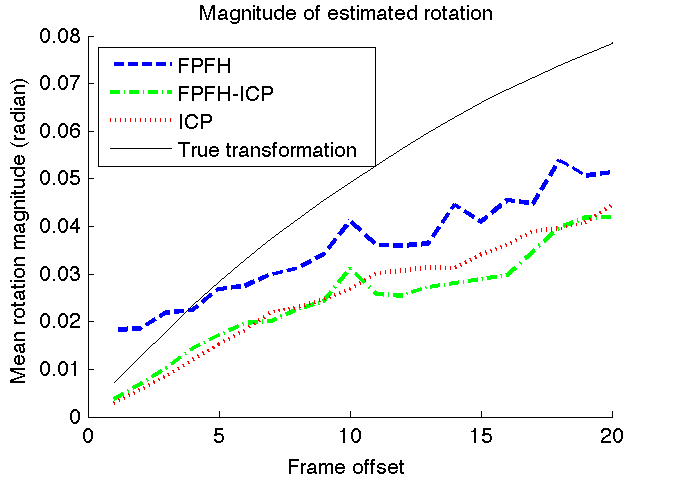 Magnitude of estimated rotation
0.08
0.07
0.06
0.05
0.04
0.03
0.02
0.01
0
Mean rotation magnitude (radian)
FPFH
FPFH-ICP
ICP
True transformation
0
5
10
15
20
Frame offset